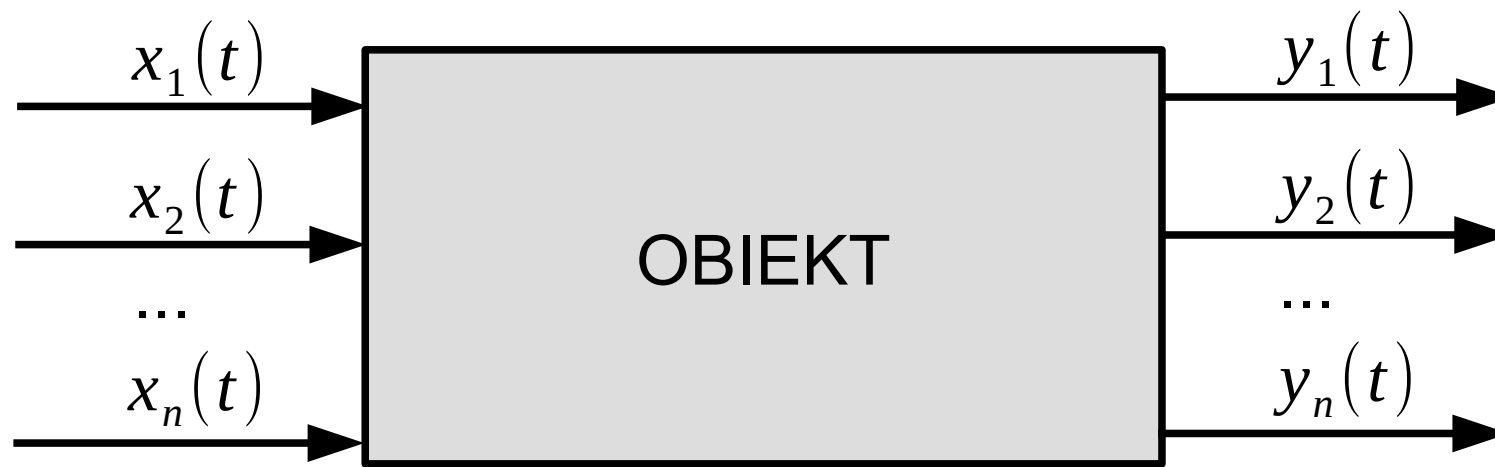 x₁(t)
y₁(t)
x₂(t)
y₂(t)
OBIEKT
...
...
xₙ(t)
yₙ(t)